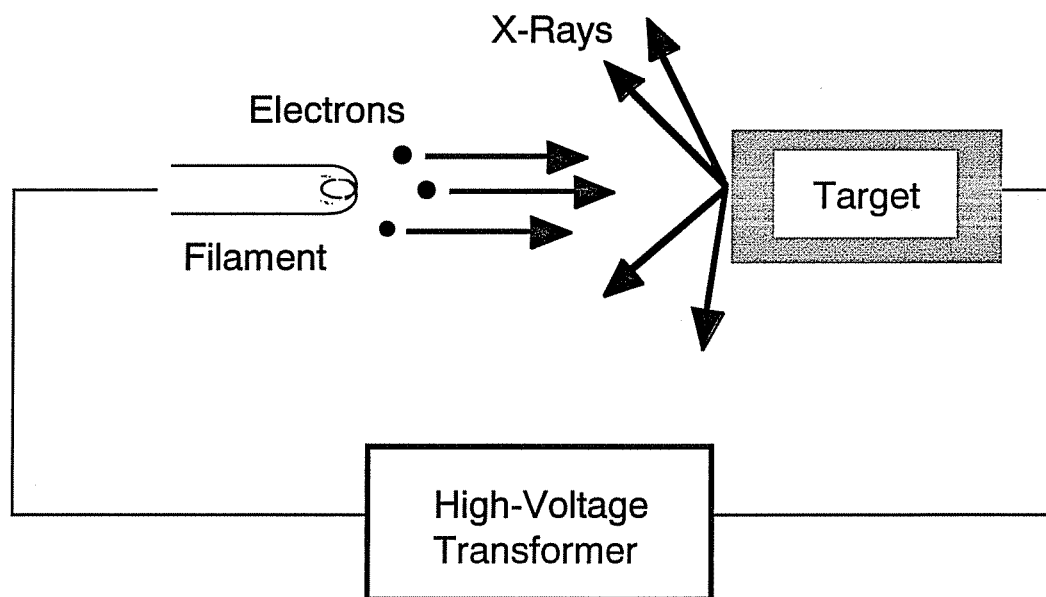 X-Rays
Electrons
Target
Filament
High-Voltage
Transformer